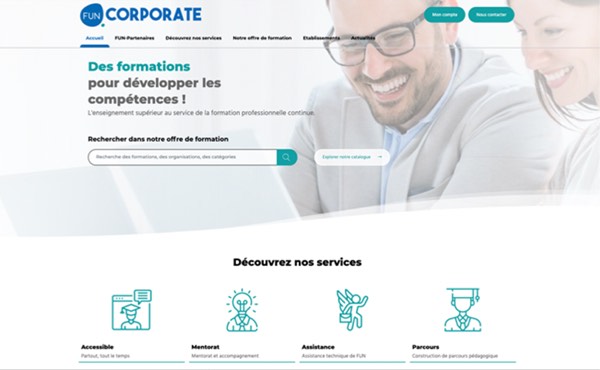 FUN CORPORATE
Mon compte
Nous contacter
Accueil
FUN-Partenaires
Découvrez nos services
Notre offre de formation
Etablissements
Actualités
Des formations
pour développer les
compétences !
L'enseignement supérieur au service de la formation professionnelle continue.
Rechercher dans notre offre de formation
Recherche des formations, des organisations, des catégories
Explorer notre catalogue
Découvrez nos services
Accessible
Partout, tout le temps
Mentorat
Mentorat et accompagnement
Assistance
Assistance technique de FUN
Parcours
Construction de parcours pédagogique